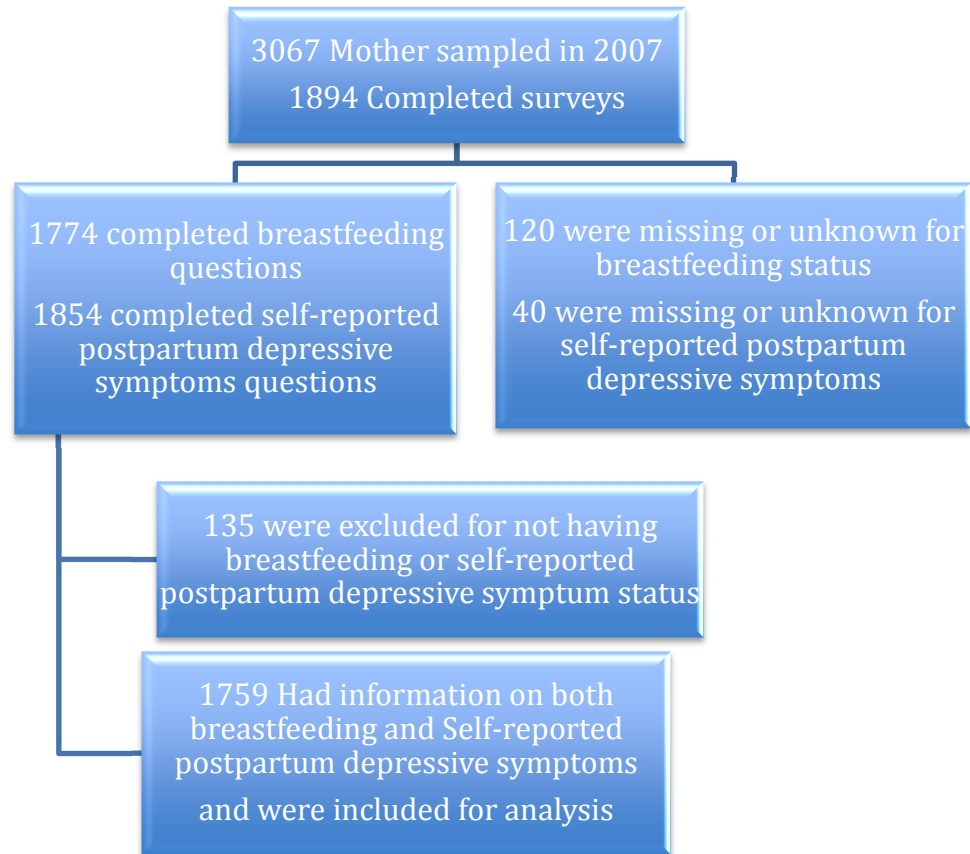 3067 Mother sampled in 2007
1894 Completed surveys
1774 completed breastfeeding
questions
1854 completed self-reported
postpartum depressive
symptoms questions
120 were missing or unknown for
breastfeeding status
40 were missing or unknown for
self-reported postpartum
depressive symptoms
135 were excluded for not having
breastfeeding or self-reported
postpartum depressive symptum status
1759 Had information on both
breastfeeding and Self-reported
postpartum depressive symptoms
and were included for analysis